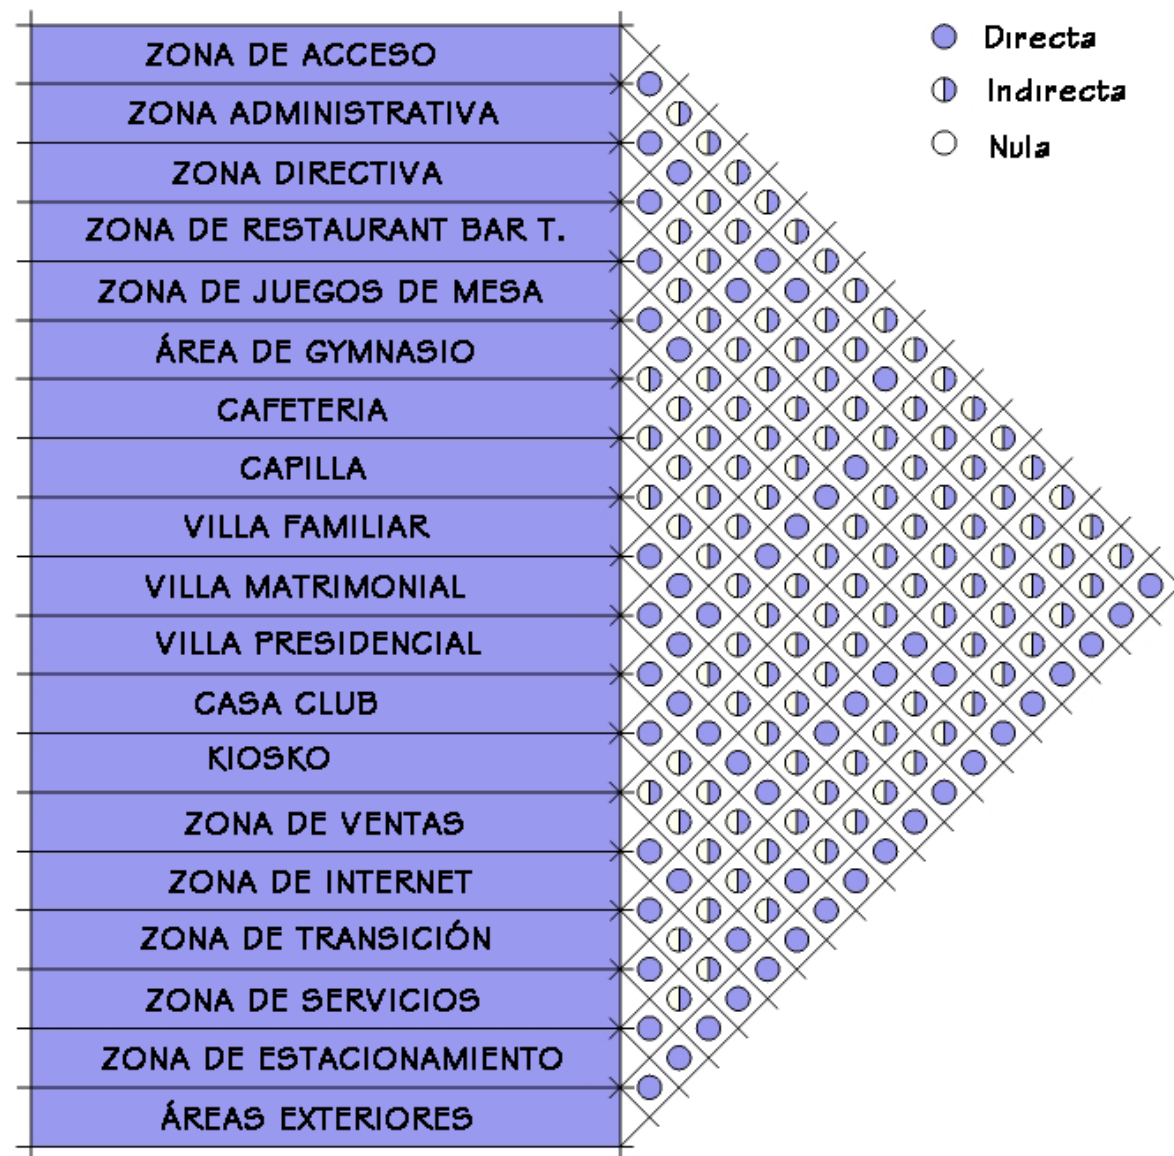 ZONA DE ACCESO
ZONA ADMINISTRATIVA
ZONA DIRECTIVA
ZONA DE RESTAURANT BAR T.
ZONA DE JUEGOS DE MESA
ÁREA DE GYMNASIO
CAFETERIA
CAPILLA
VILLA FAMILIAR
VILLA MATRIMONIAL
VILLA PRESIDENCIAL
CASA CLUB
KIOSKO
ZONA DE VENTAS
ZONA DE INTERNET
ZONA DE TRANSICIÓN
ZONA DE SERVICIOS
ZONA DE ESTACIONAMIENTO
ÁREAS EXTERIORES
Directa
Indirecta
Nula